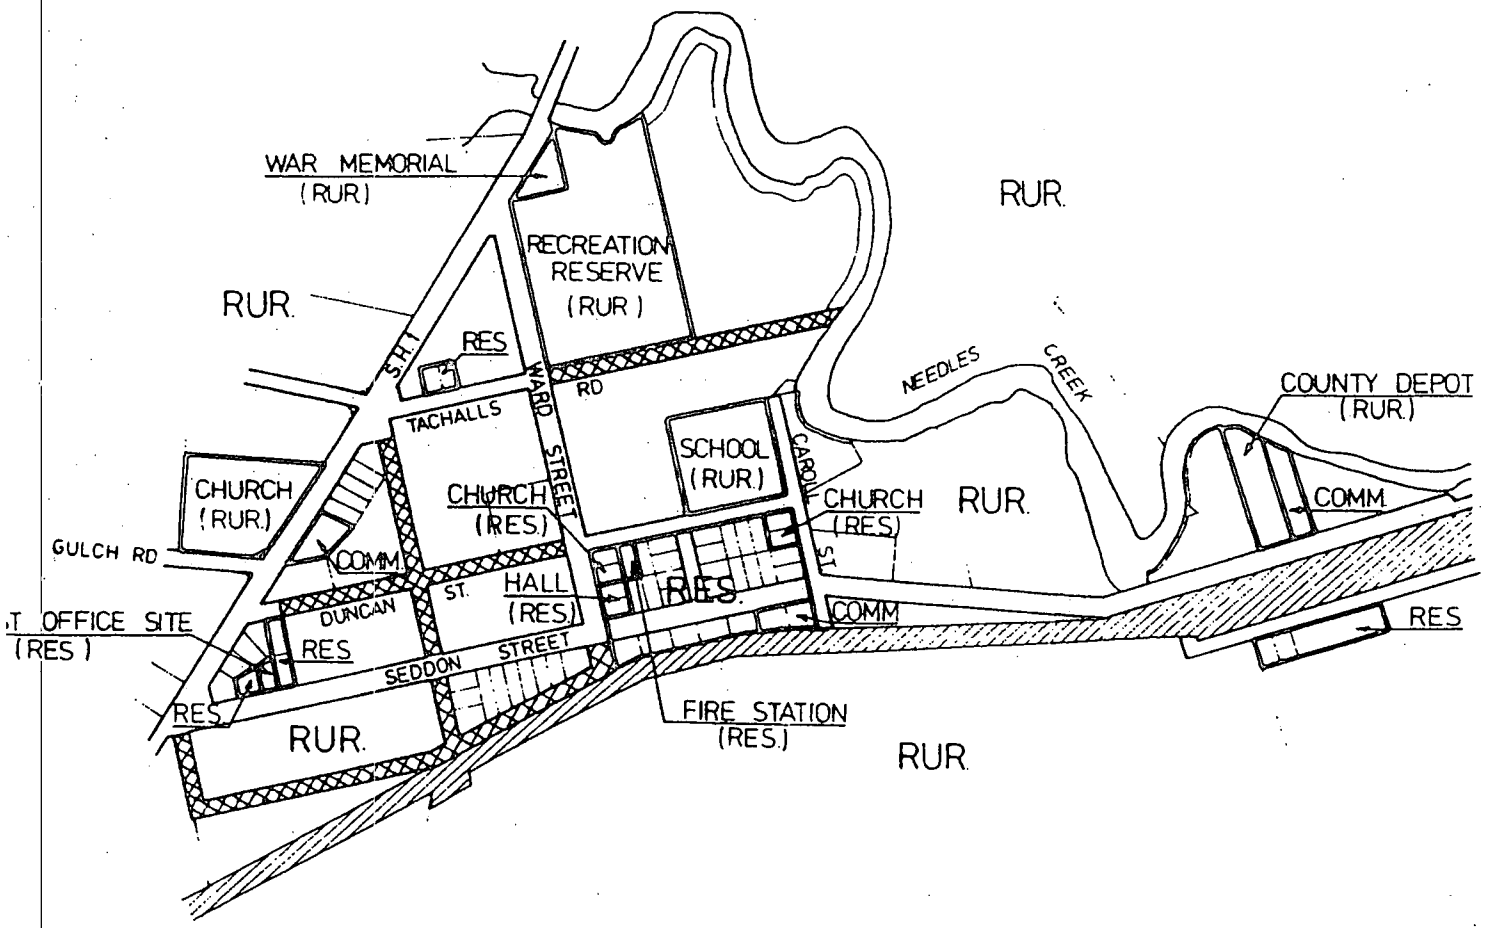 WAR MEMORIAL
(RUR)
RUR.
RECREATION
RESERVE
(RUR)
RUR.
S.H. 1
RES
WARD STREET
TACHALLS RD
NEEDLES CREEK
COUNTY DEPOT
(RUR.)
SCHOOL
(RUR.)
CHURCH
(RUR.)
CHURCH
(RES.)
CHURCH
(RES)
RUR.
COMM.
GULCH RD
COMM.
HALL
(RES.)
RES.
ST.
DUNCAN ST.
COMM
RES
T OFFICE SITE
(RES)
RES
SEDDON STREET
RES
FIRE STATION
(RES.)
RUR.
RUR.